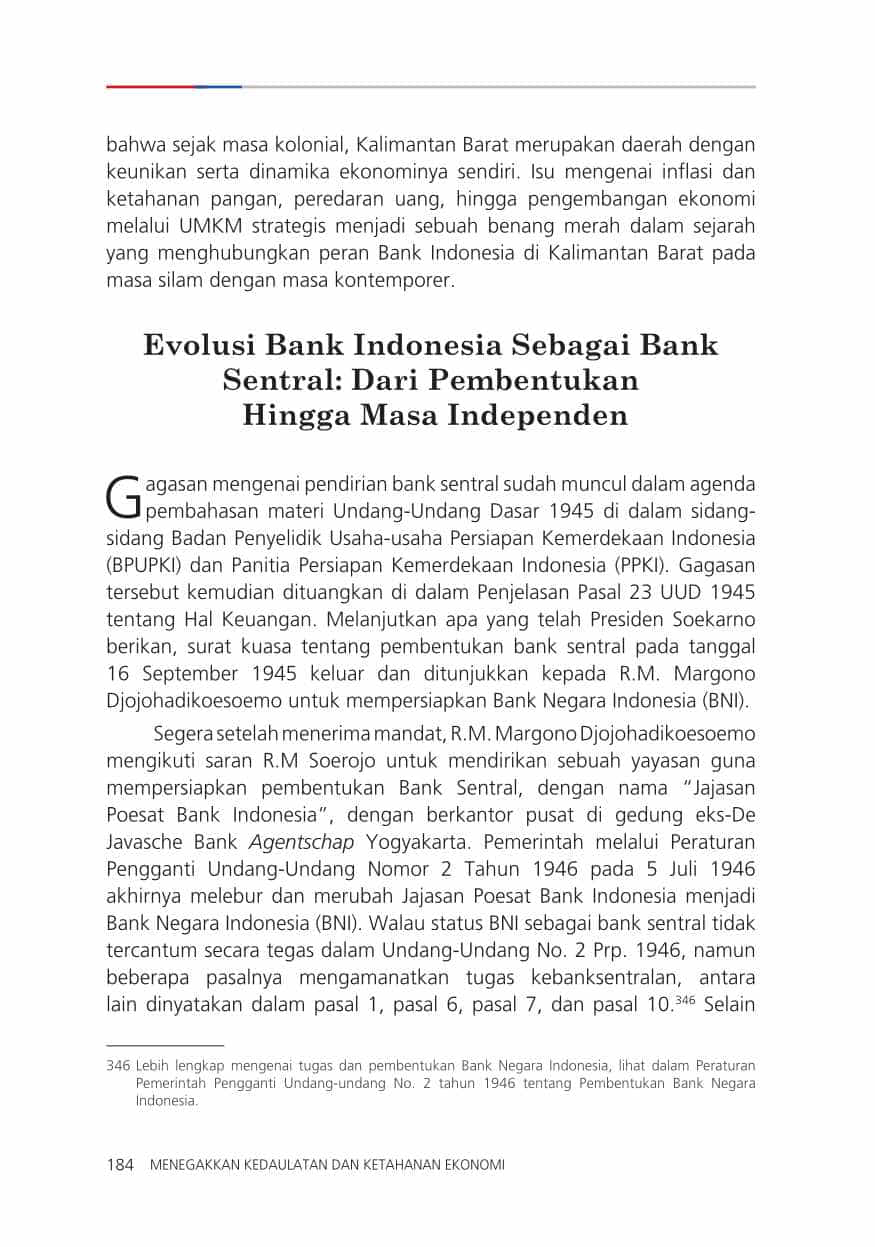 bahwa sejak masa kolonial, Kalimantan Barat merupakan daerah dengan
keunikan serta dinamika ekonominya sendiri. Isu mengenai inflasi dan
ketahanan pangan, peredaran uang, hingga pengembangan ekonomi
melalui UMKM strategis menjadi sebuah benang merah dalam sejarah
yang menghubungkan peran Bank Indonesia di Kalimantan Barat pada
masa silam dengan masa kontemporer.
Evolusi Bank Indonesia Sebagai Bank
Sentral: Dari Pembentukan
Hingga Masa Independen
Gagasan mengenai pendirian bank sentral sudah muncul dalam agenda
pembahasan materi Undang-Undang Dasar 1945 di dalam sidang-
sidang Badan Penyelidik Usaha-usaha Persiapan Kemerdekaan Indonesia
(BPUPKI) dan Panitia Persiapan Kemerdekaan Indonesia (PPKI). Gagasan
tersebut kemudian dituangkan di dalam Penjelasan Pasal 23 UUD 1945
tentang Hal Keuangan. Melanjutkan apa yang telah Presiden Soekarno
berikan, surat kuasa tentang pembentukan bank sentral pada tanggal
16 September 1945 keluar dan ditunjukkan kepada R.M. Margono
Djojohadikoesoemo untuk mempersiapkan Bank Negara Indonesia (BNI).
Segera setelah menerima mandat, R.M. Margono Djojohadikoesoemo
mengikuti saran R.M Soerojo untuk mendirikan sebuah yayasan guna
mempersiapkan pembentukan Bank Sentral, dengan nama “Jajasan
Poesat Bank Indonesia”, dengan berkantor pusat di gedung eks-De
Javasche Bank Agentschap Yogyakarta. Pemerintah melalui Peraturan
Pengganti Undang-Undang Nomor 2 Tahun 1946 pada 5 Juli 1946
akhirnya melebur dan merubah Jajasan Poesat Bank Indonesia menjadi
Bank Negara Indonesia (BNI). Walau status BNI sebagai bank sentral tidak
tercantum secara tegas dalam Undang-Undang No. 2 Prp. 1946, namun
beberapa pasalnya mengamanatkan tugas kebanksentralan, antara
lain dinyatakan dalam pasal 1, pasal 6, pasal 7, dan pasal 10.346 Selain
346 Lebih lengkap mengenai tugas dan pembentukan Bank Negara Indonesia, lihat dalam Peraturan
Pemerintah Pengganti Undang-undang No. 2 tahun 1946 tentang Pembentukan Bank Negara
Indonesia.
184 MENEGAKKAN KEDAULATAN DAN KETAHANAN EKONOMI